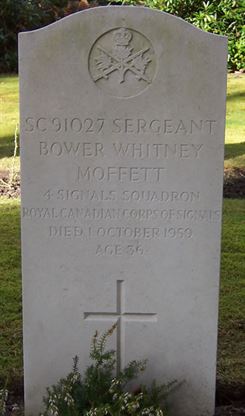 SC 91027 SERGEANT
BOWER WHITNEY
MOFFETT
4 SIGNALS SQUADRON
ROYAL CANADIAN CORPS OF SIGNALS
DIED 1 OCTOBER 1959
AGE 36